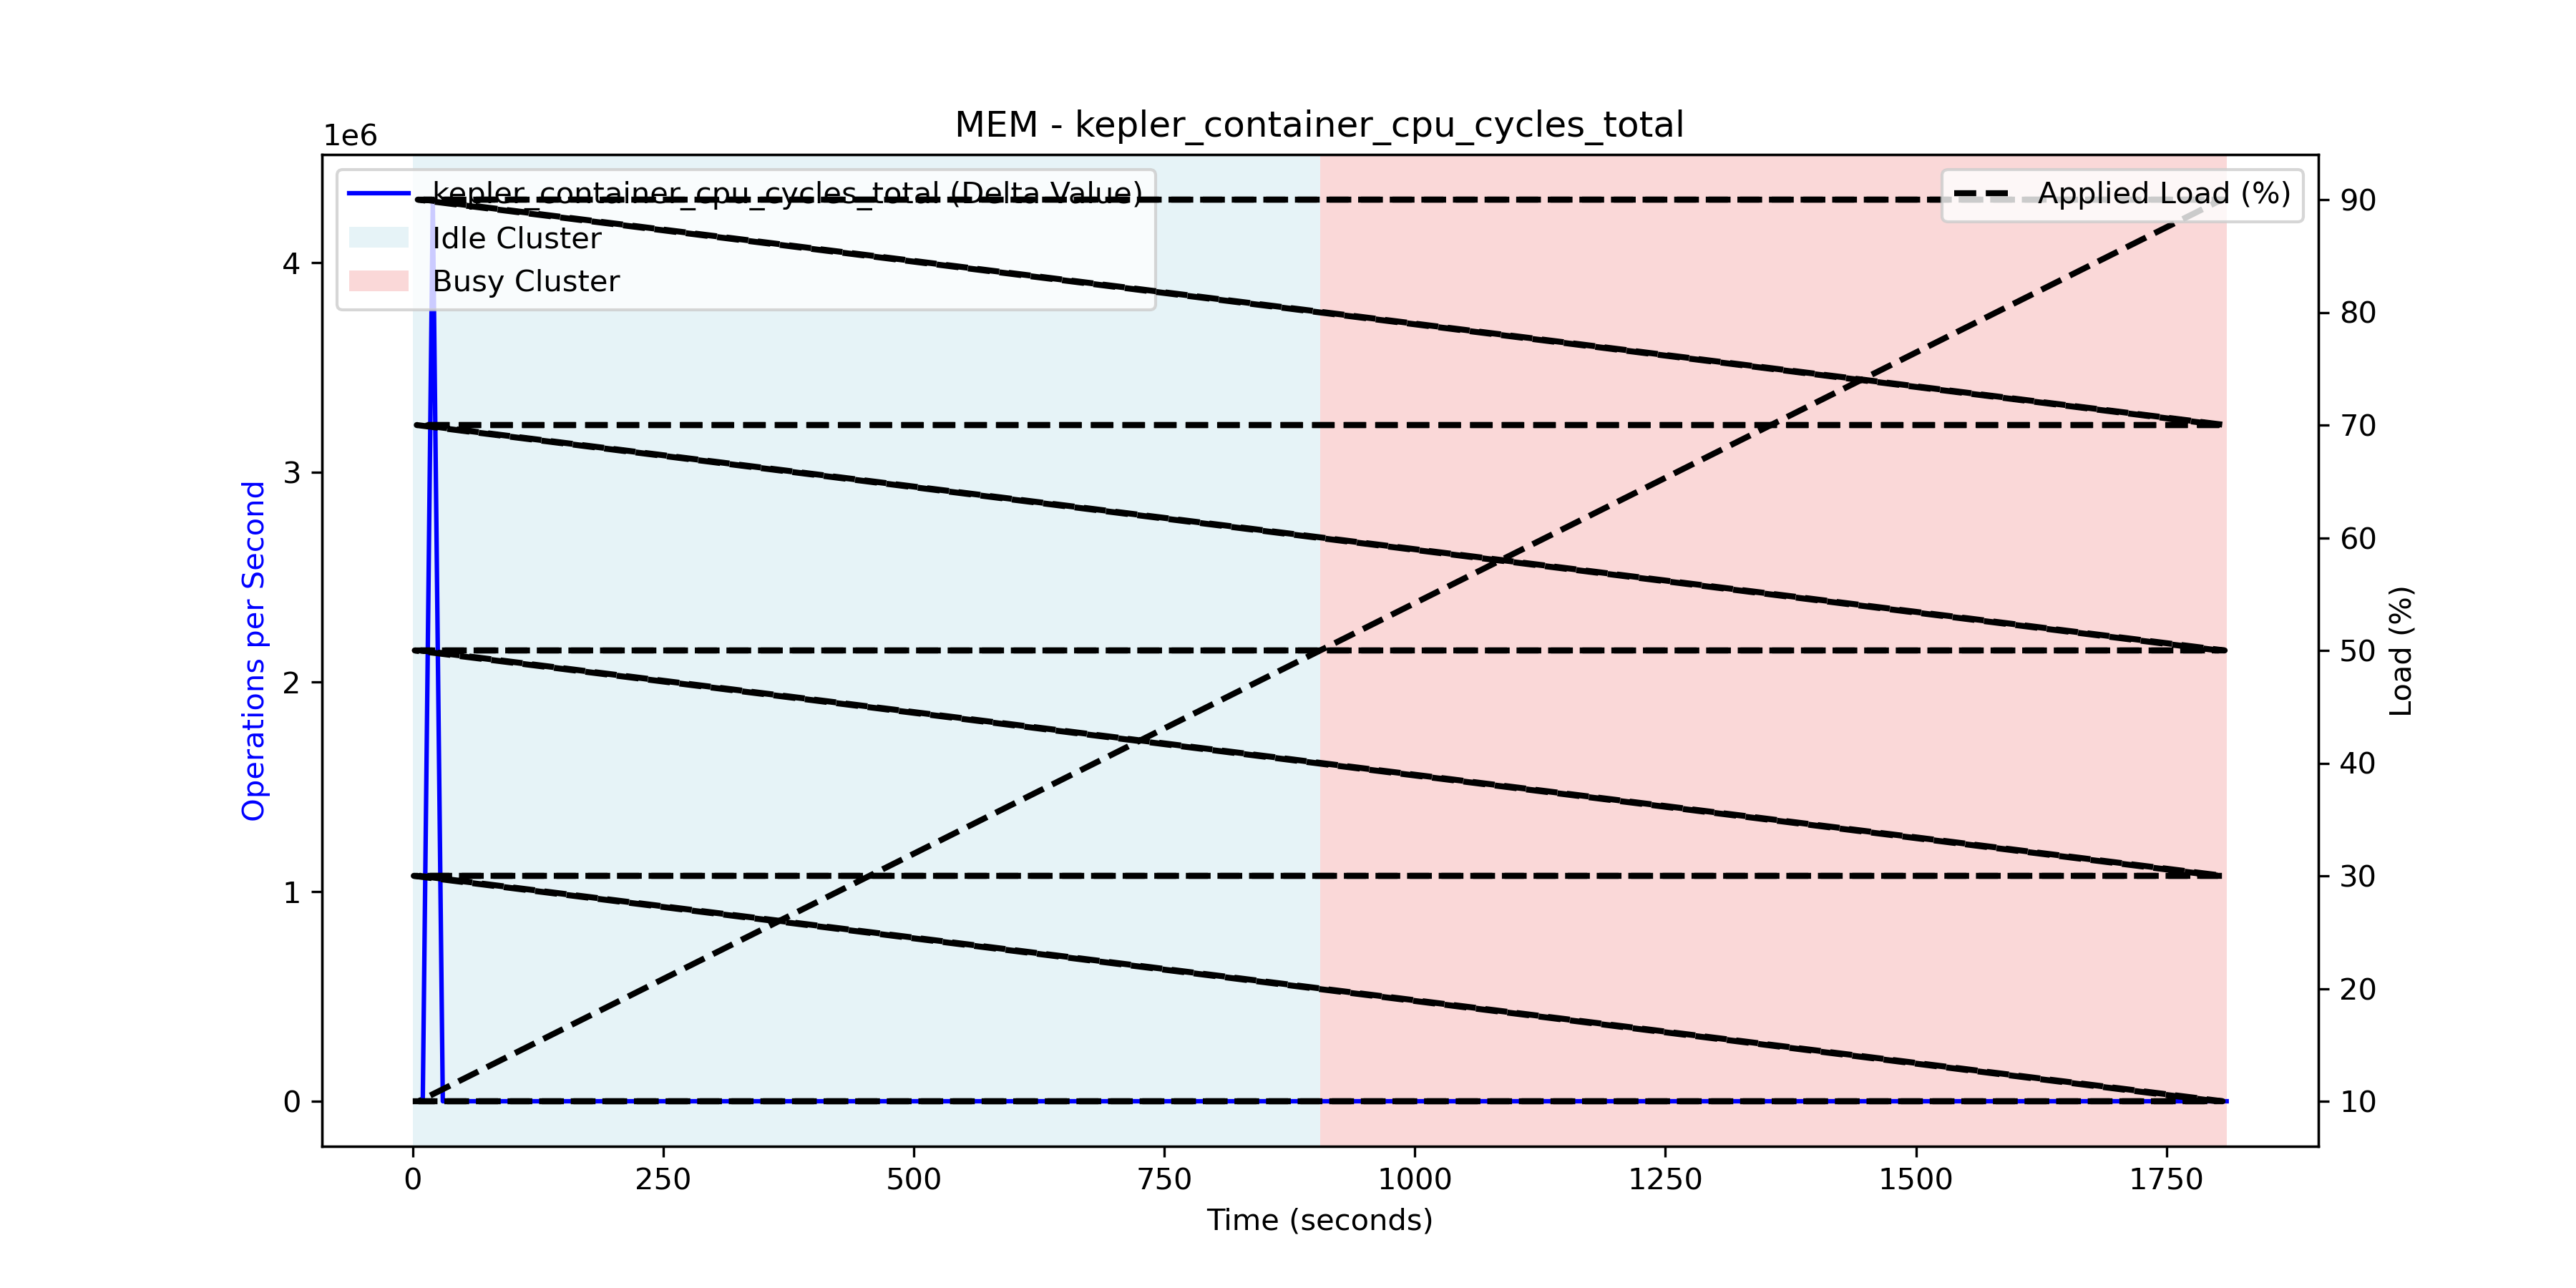 MEM - kepler_container_cpu_cycles_total
1e6
kepler_container_cpu_cycles_total (Delta Value)
Idle Cluster
Busy Cluster
Applied Load (%)
4
3
2
1
0
Operations per Second
90
80
70
60
50
40
30
20
10
Load (%)
0 250 500 750 1000 1250 1500 1750
Time (seconds)